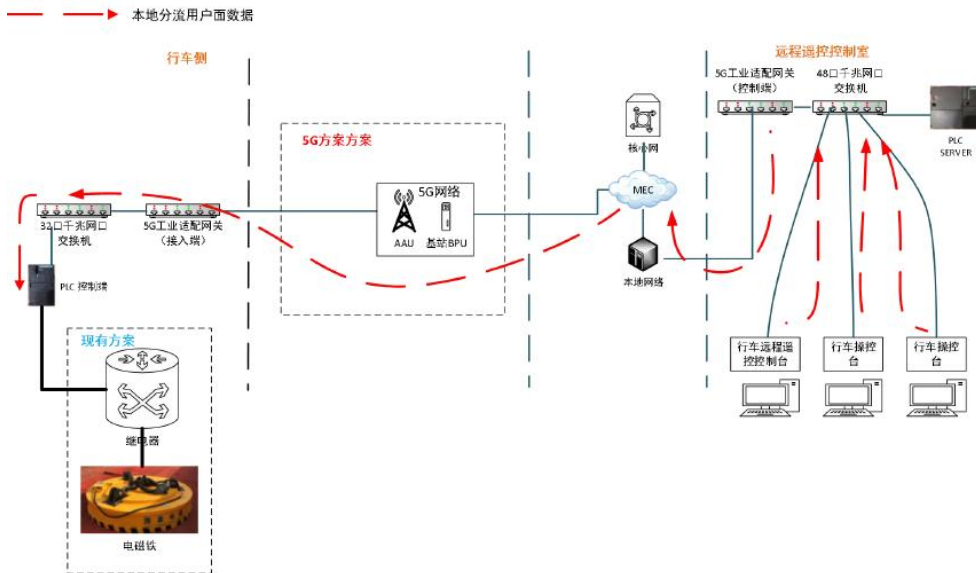 本地分流用户面数据
行车侧
远程遥控控制室
5G工业适配网关
（控制端）
48口千兆网口
交换机
PLC
SERVER
5G方案方案
核心网
5G网络
MEC
AAU
基站BPU
32口千兆网口
交换机
5G工业适配网关
（接入端）
本地网络
PLC 控制端
现有方案
行车远程遥
控控制台
行车操控
台
行车操控
台
继电器
电磁铁